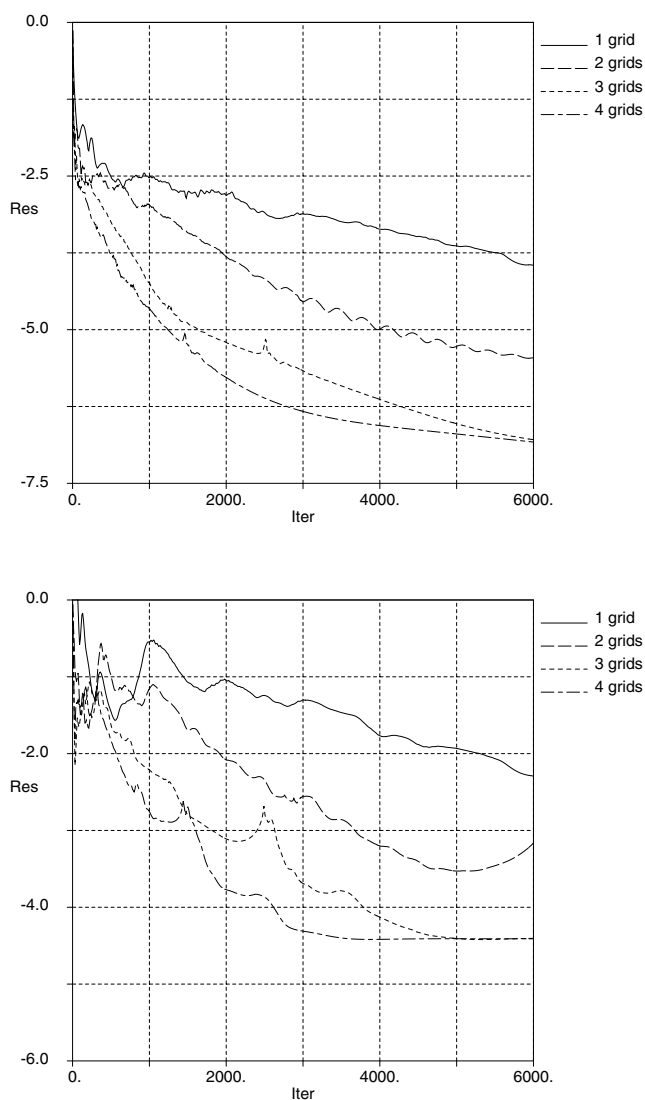 0.0
1 grid
2 grids
3 grids
4 grids
-2.5
Res
-5.0
-7.5
0. 2000. 4000. 6000.
Iter
0.0
1 grid
2 grids
3 grids
4 grids
-2.0
Res
-4.0
-6.0
0. 2000. 4000. 6000.
Iter